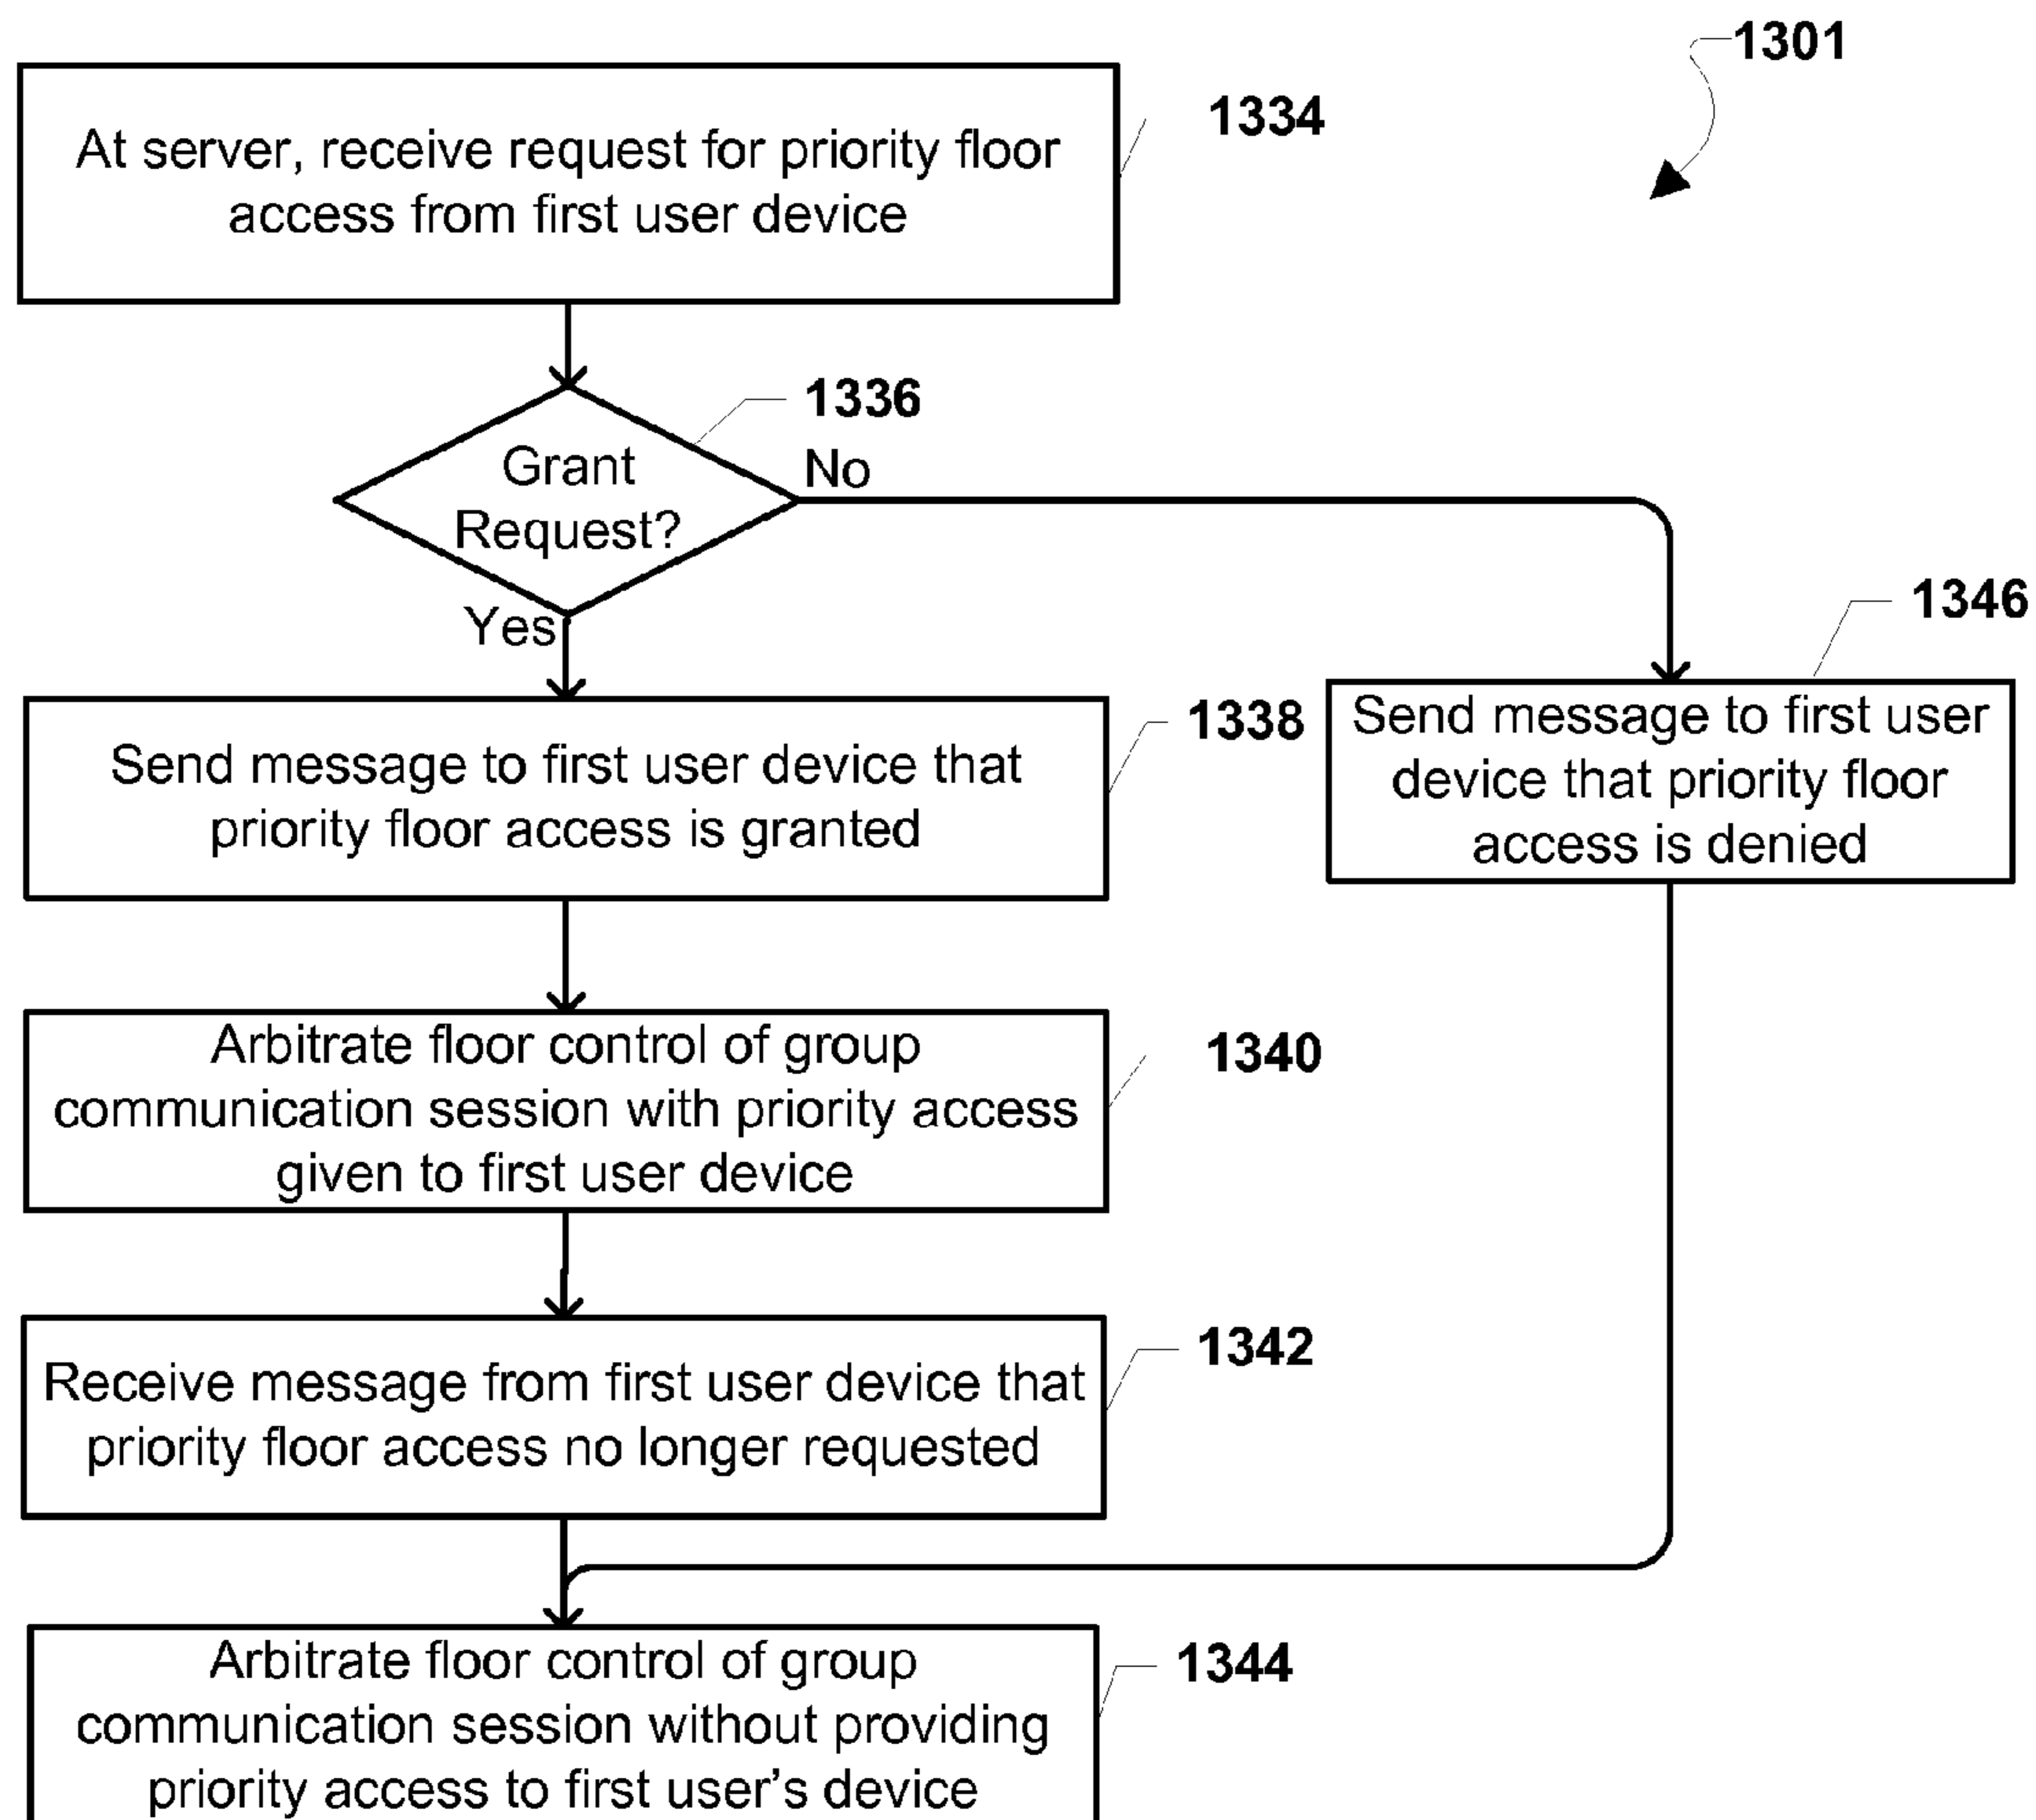 1301
At server, receive request for priority floor
access from first user device
1334
1336
Grant
Request?
No
Yes
1346
Send message to first user device that
priority floor access is granted
1338
Send message to first user
device that priority floor
access is denied
Arbitrate floor control of group
communication session with priority access
given to first user device
1340
Receive message from first user device that
priority floor access no longer requested
1342
Arbitrate floor control of group
communication session without providing
priority access to first user's device
1344